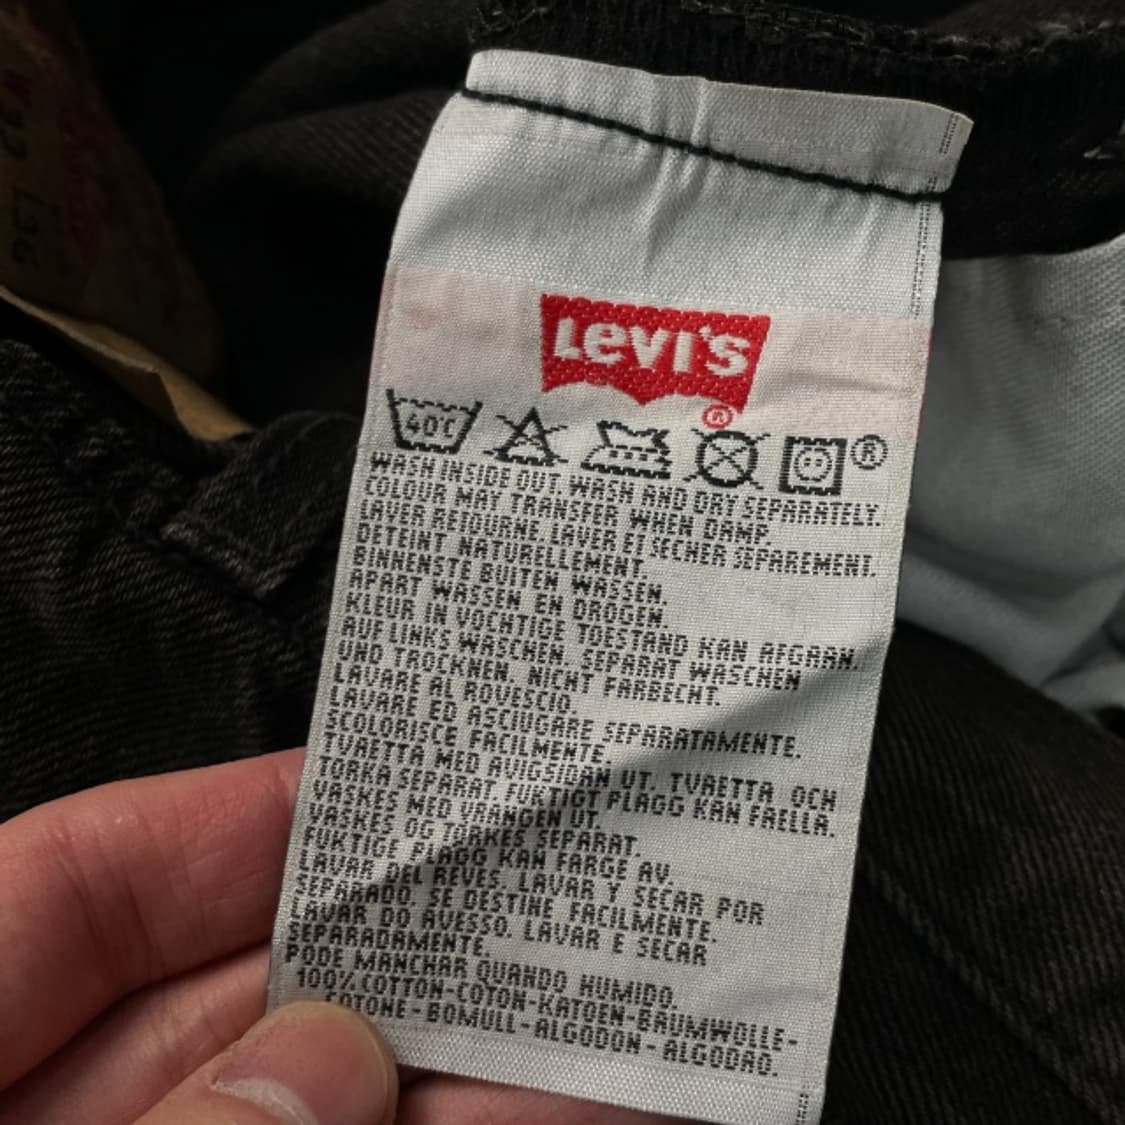 Levi's
®
40°C ®
WASH INSIDE OUT. WASH AND DRY SEPARATELY.
COLOUR MAY TRANSFER WHEN DAMP.
LAVER RETOURNE. LAVER ET SECHER SEPAREMENT.
DETEINT NATURELLEMENT.
BINNENSTE BUITEN WASSEN.
APART WASSEN EN DROGEN.
KLEUR IN VOCHTIGE TOESTAND KAN AFGAAN.
AUF LINKS WASCHEN. SEPARAT WASCHEN
UND TROCKNEN. NICHT FARBECHT.
LAVARE AL ROVESCIO.
LAVARE ED ASCIUGARE SEPARATAMENTE.
SCOLORISCE FACILMENTE.
TVAETTA MED AVIGSIDAN UT. TVAETTA OCH
TORKA SEPARAT. FUKTIGT PLAGG KAN FAELLA.
VASKES MED VRANGEN UT.
VASKES OG TORKES SEPARAT.
FUKTIGE PLAGG KAN FARGE AV.
LAVAR DEL REVES. LAVAR Y SECAR POR
SEPARADO. SE DESTINE FACILMENTE.
LAVAR DO AVESSO. LAVAR E SECAR
SEPARADAMENTE.
PODE MANCHAR QUANDO HUMIDO.
100% COTTON-COTON-KATOEN-BAUMWOLLE-
COTONE-BOMULL-ALGODON-ALGODAO.